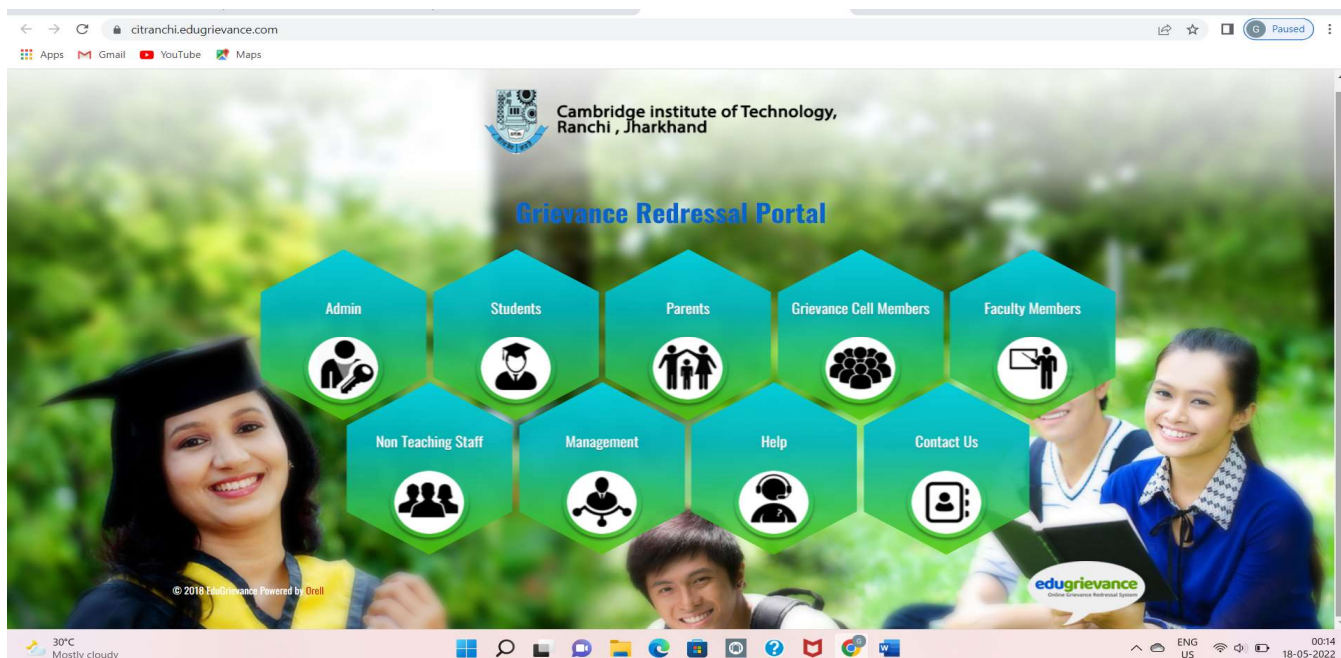 citranchi.edugrievance.com
G Paused
Apps Gmail YouTube Maps
Cambridge institute of Technology,
Ranchi , Jharkhand
Grievance Redressal Portal
Admin
Students
Parents
Grievance Cell Members
Faculty Members
Non Teaching Staff
Management
Help
Contact Us
© 2018 EduGrievance Powered by Orell
edugrievance
Online Grievance Redressal System
30°C
Mostly cloudy
ENG
US
00:14
18-05-2022